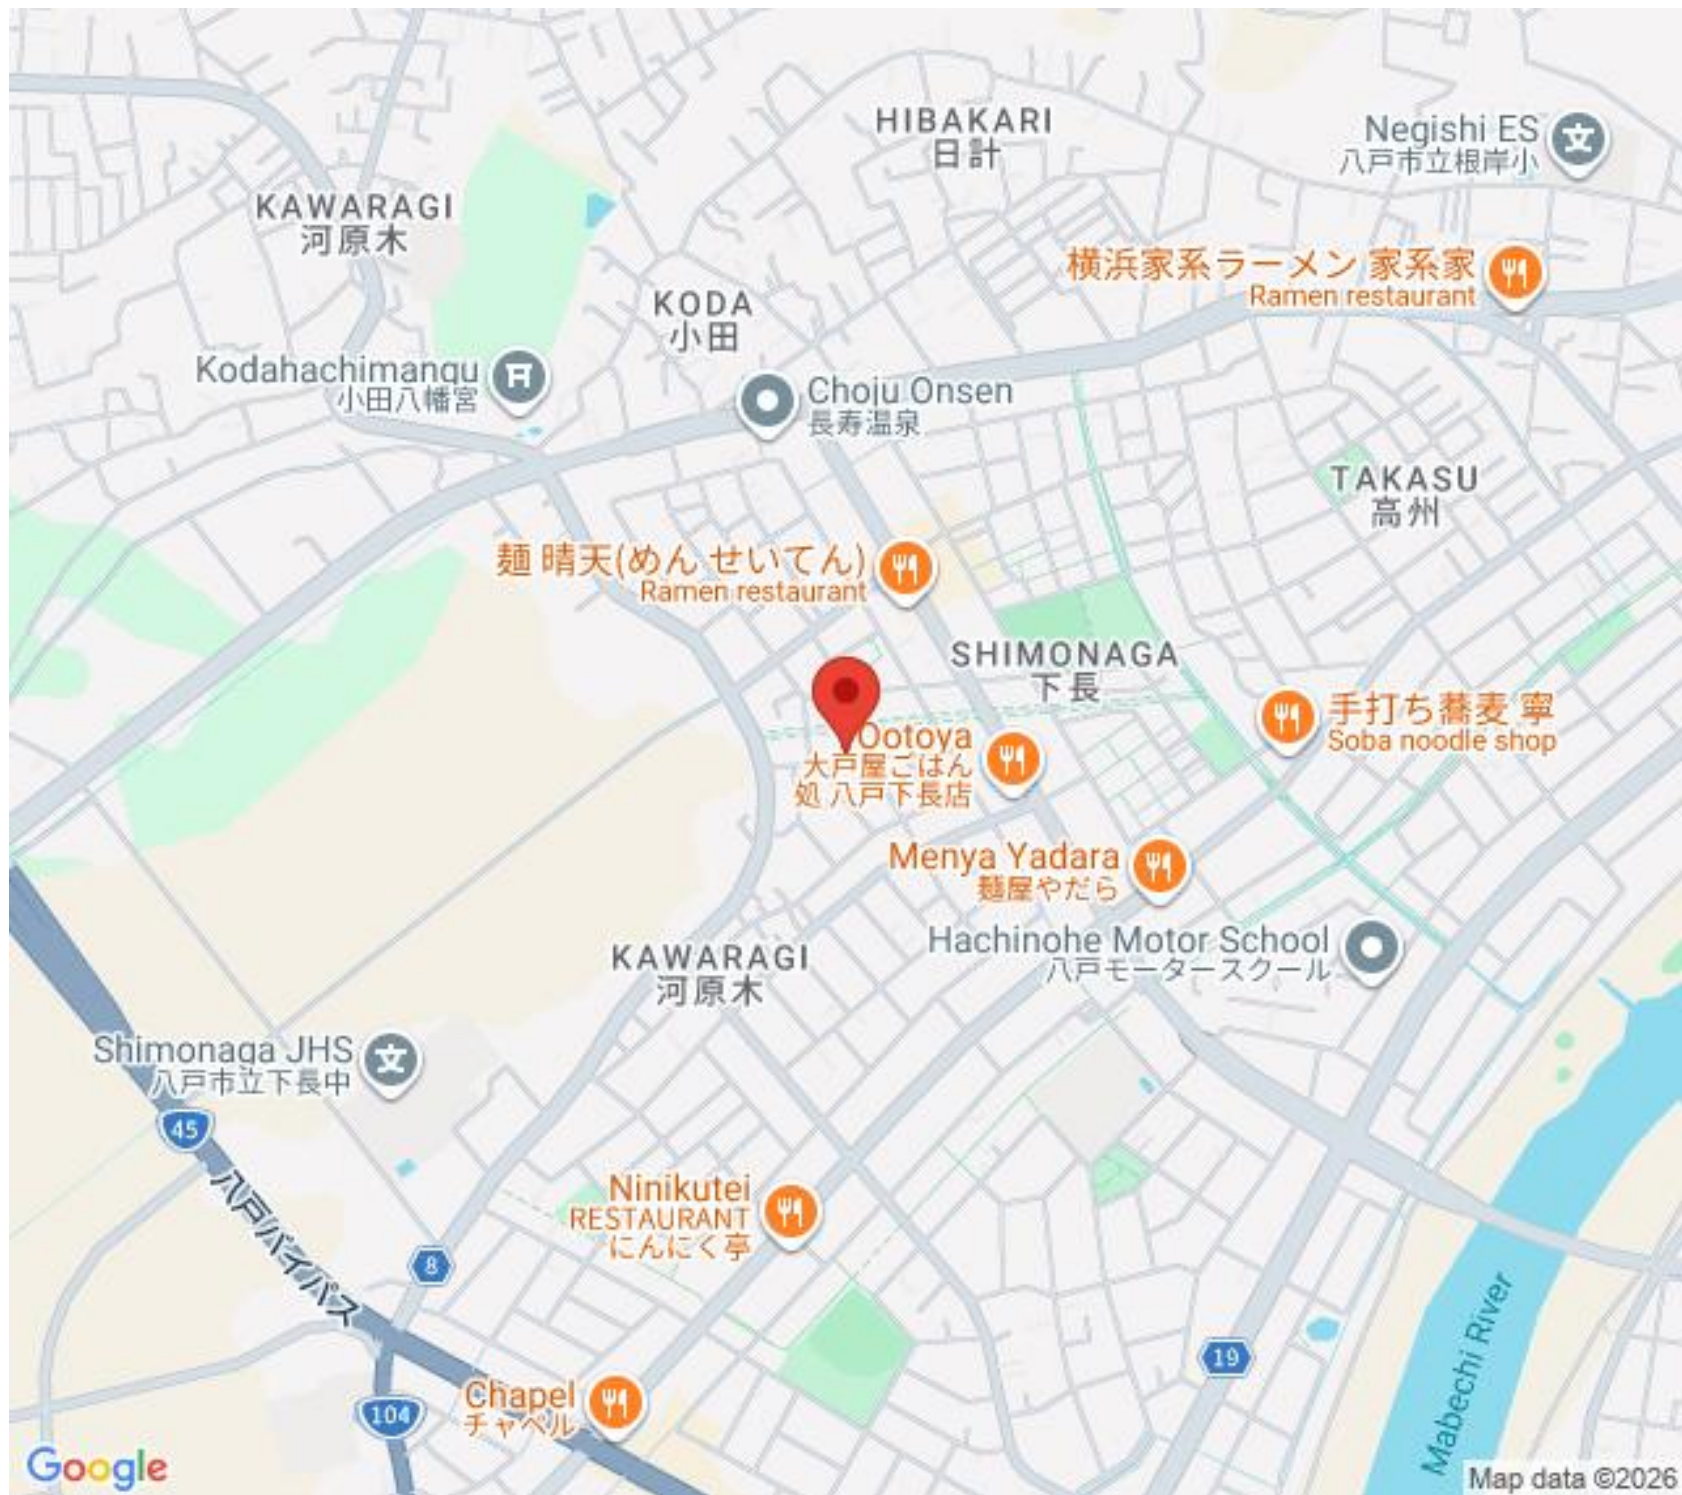 HIBAKARI
日計
Negishi ES
八戸市立根岸小
KAWARAGI
河原木
横浜家系ラーメン 家系家
Ramen restaurant
KODA
小田
Kodahachimangu
小田八幡宮
Choju Onsen
長寿温泉
TAKASU
高州
麺 晴天(めん せいてん)
Ramen restaurant
SHIMONAGA
下長
手打ち蕎麦 寧
Soba noodle shop
Ootoya
大戸屋ごはん
処 八戸下長店
Menya Yadara
麺屋やだら
Hachinohe Motor School
八戸モータースクール
KAWARAGI
河原木
Shimonaga JHS
八戸市立下長中
45
八戸バイパス
Ninikutei
RESTAURANT
にんにく亭
8
19
Mabechi River
Chapel
チャペル
104
Google
Map data ©2026